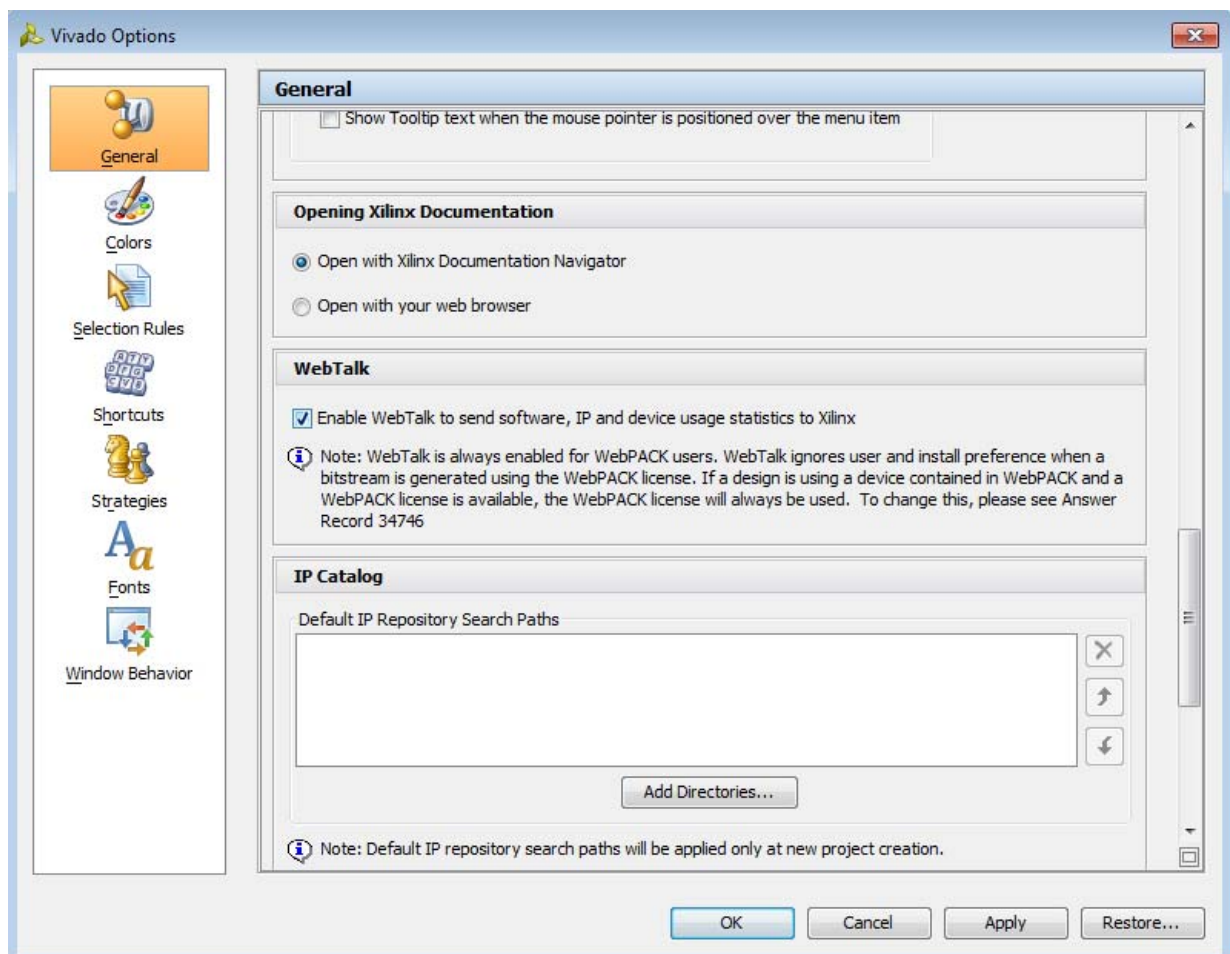 Vivado Options
General
Colors
Selection Rules
Shortcuts
Strategies
Fonts
Window Behavior
General
Show Tooltip text when the mouse pointer is positioned over the menu item
Opening Xilinx Documentation
Open with Xilinx Documentation Navigator
Open with your web browser
WebTalk
Enable WebTalk to send software, IP and device usage statistics to Xilinx
Note: WebTalk is always enabled for WebPACK users. WebTalk ignores user and install preference when a
bitstream is generated using the WebPACK license. If a design is using a device contained in WebPACK and a
WebPACK license is available, the WebPACK license will always be used.  To change this, please see Answer
Record 34746
IP Catalog
Default IP Repository Search Paths
Add Directories...
Note: Default IP repository search paths will be applied only at new project creation.
OK
Cancel
Apply
Restore...